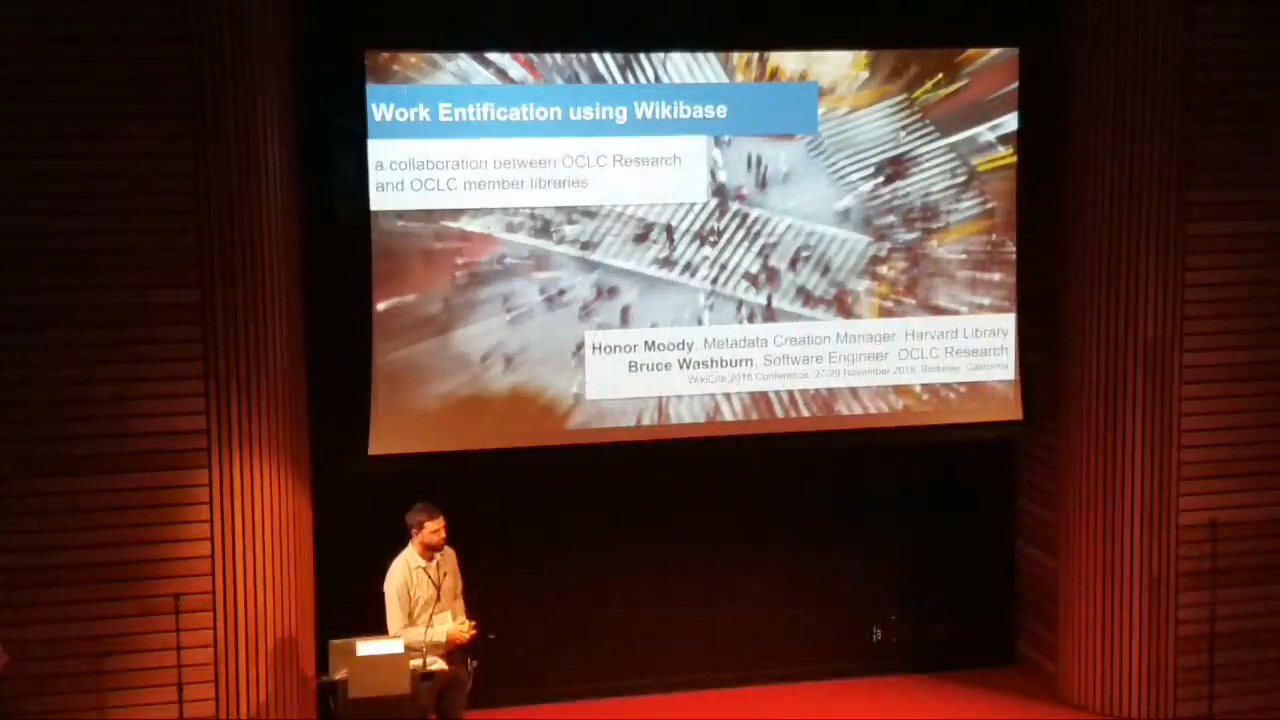 Work Entification using Wikibase
a collaboration between OCLC Research
and OCLC member libraries
Honor Moody, Metadata Creation Manager, Harvard Library
Bruce Washburn, Software Engineer, OCLC Research
WikiCite 2018 Conference, 27-29 November 2018, Berkeley, California